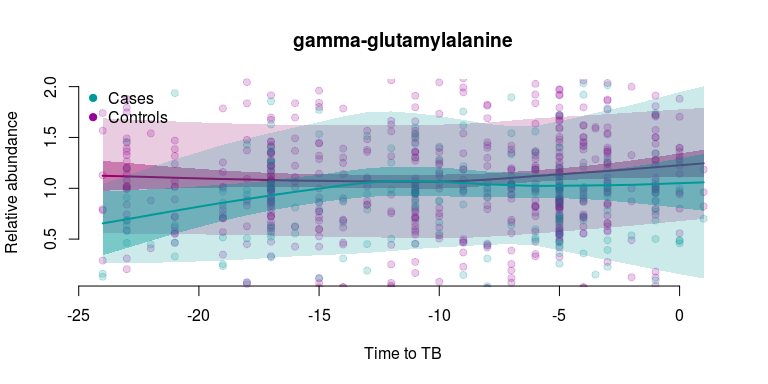 gamma-glutamylalanine
Relative abundance
2.0
1.5
1.0
0.5
Cases
Controls
-25 -20 -15 -10 -5 0
Time to TB